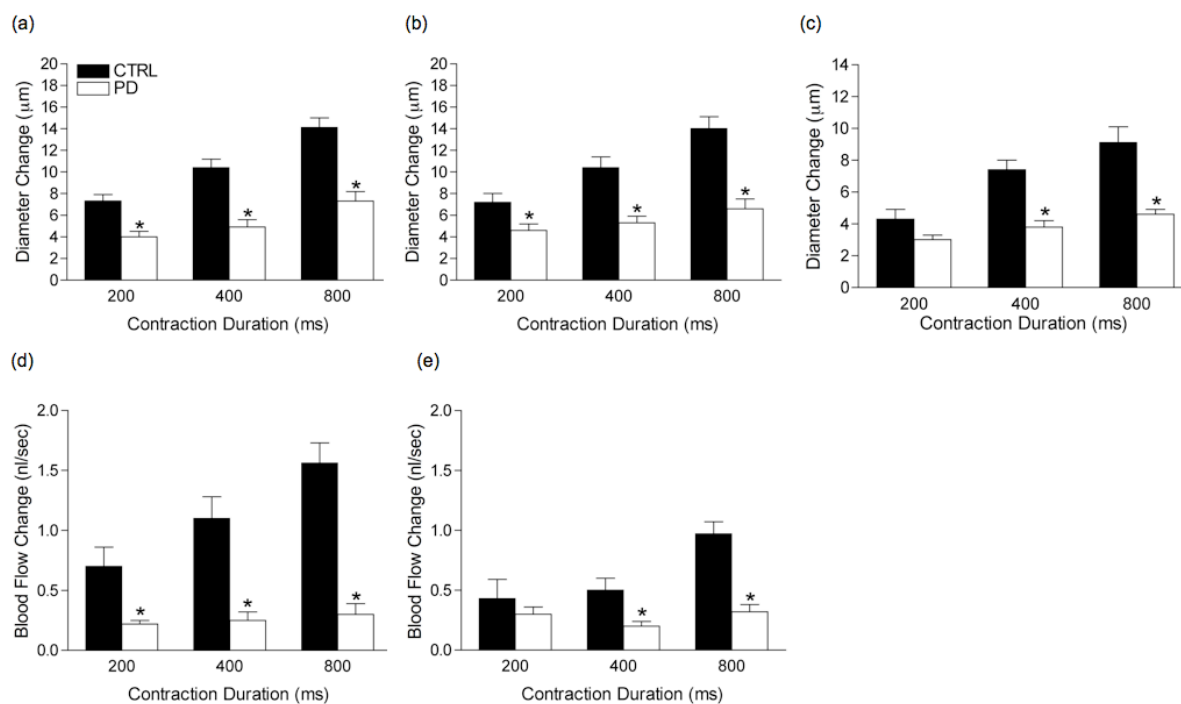 (a)
20
18
16
14
12
10
8
6
4
2
0
Diameter Change (μm)
CTRL
PD
*
*
*
200 400 800
Contraction Duration (ms)
(b)
20
18
16
14
12
10
8
6
4
2
0
Diameter Change (μm)
*
*
*
200 400 800
Contraction Duration (ms)
(c)
14
12
10
8
6
4
2
0
Diameter Change (μm)
*
*
200 400 800
Contraction Duration (ms)
(d)
2.0
1.5
1.0
0.5
0.0
Blood Flow Change (nl/sec)
*
*
*
200 400 800
Contraction Duration (ms)
(e)
2.0
1.5
1.0
0.5
0.0
Blood Flow Change (nl/sec)
*
*
200 400 800
Contraction Duration (ms)